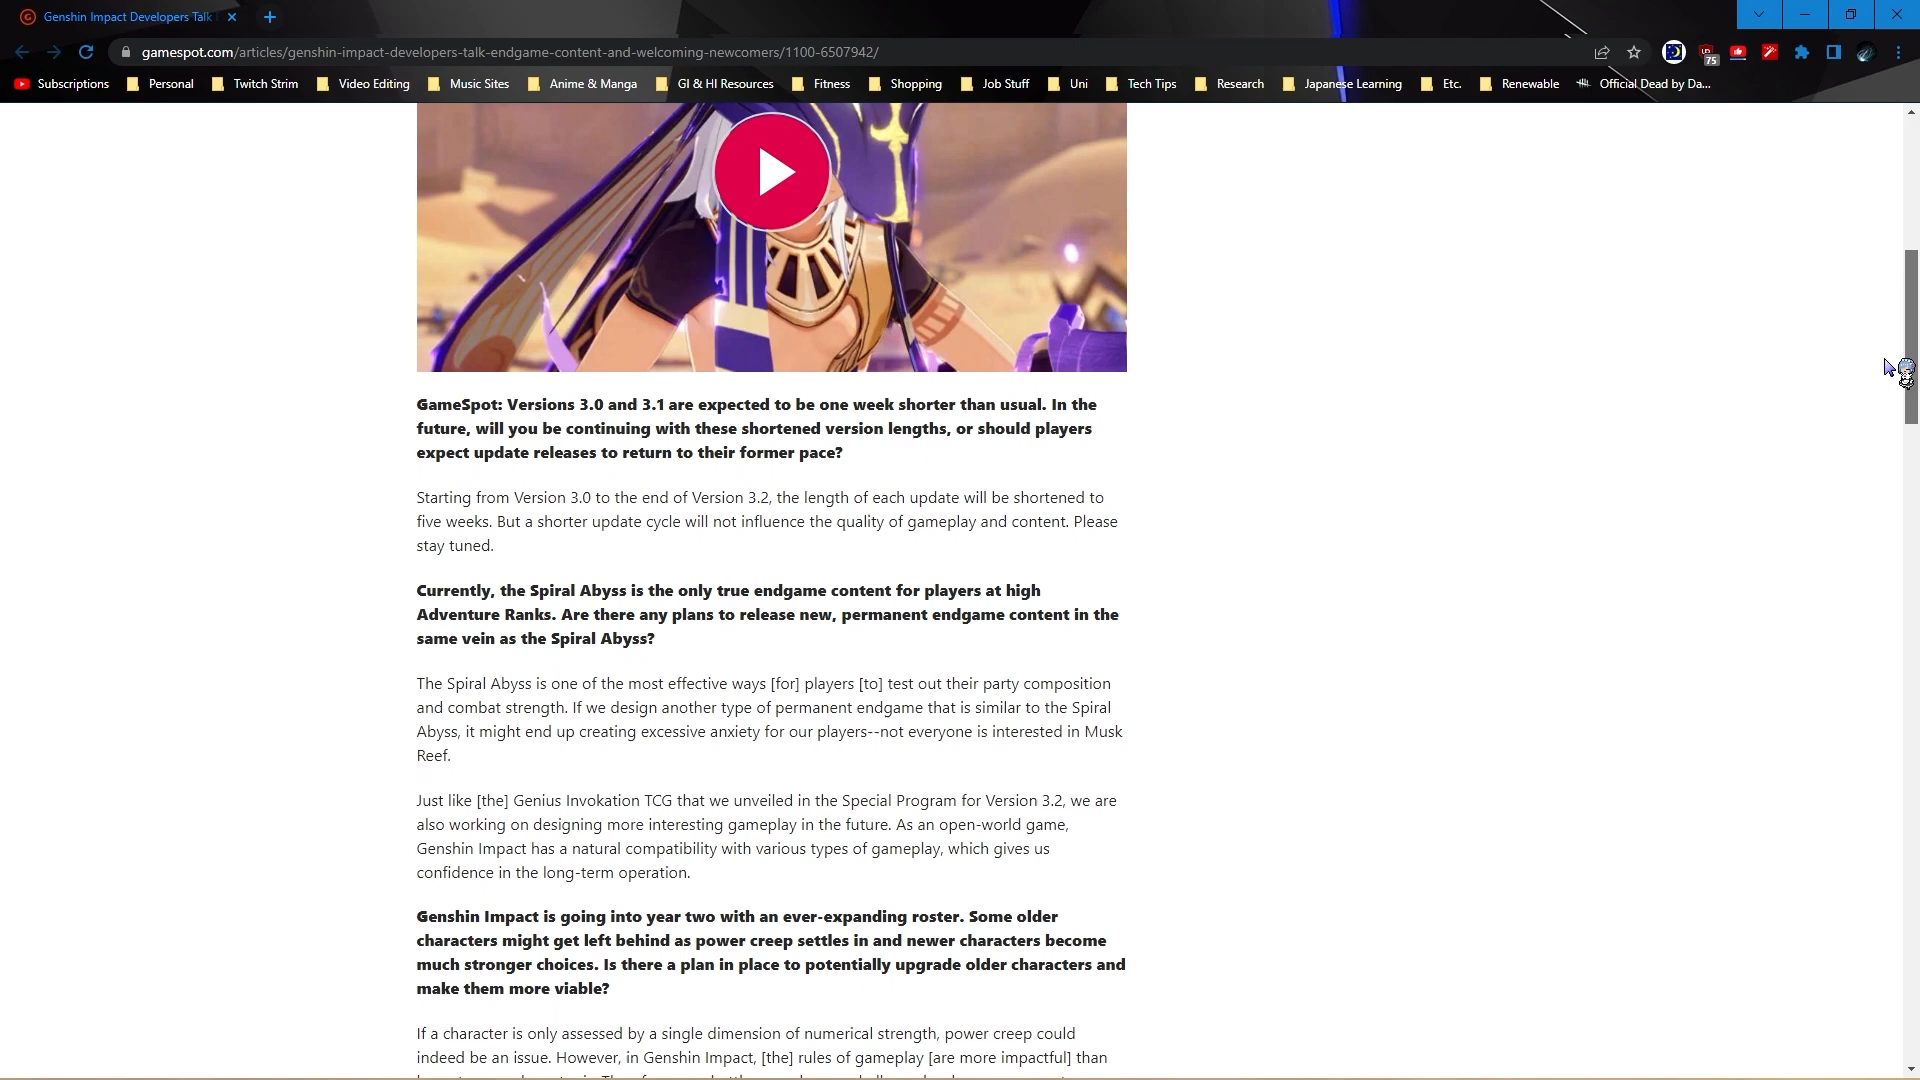 Genshin Impact Developers Talk
gamespot.com/articles/genshin-impact-developers-talk-endgame-content-and-welcoming-newcomers/1100-6507942/
75
Subscriptions Personal Twitch Strim Video Editing Music Sites Anime & Manga GI & HI Resources Fitness Shopping Job Stuff Uni Tech Tips Research Japanese Learning Etc. Renewable Official Dead by Da...
GameSpot: Versions 3.0 and 3.1 are expected to be one week shorter than usual. In the
future, will you be continuing with these shortened version lengths, or should players
expect update releases to return to their former pace?
Starting from Version 3.0 to the end of Version 3.2, the length of each update will be shortened to
five weeks. But a shorter update cycle will not influence the quality of gameplay and content. Please
stay tuned.
Currently, the Spiral Abyss is the only true endgame content for players at high
Adventure Ranks. Are there any plans to release new, permanent endgame content in the
same vein as the Spiral Abyss?
The Spiral Abyss is one of the most effective ways [for] players [to] test out their party composition
and combat strength. If we design another type of permanent endgame that is similar to the Spiral
Abyss, it might end up creating excessive anxiety for our players--not everyone is interested in Musk
Reef.
Just like [the] Genius Invokation TCG that we unveiled in the Special Program for Version 3.2, we are
also working on designing more interesting gameplay in the future. As an open-world game,
Genshin Impact has a natural compatibility with various types of gameplay, which gives us
confidence in the long-term operation.
Genshin Impact is going into year two with an ever-expanding roster. Some older
characters might get left behind as power creep settles in and newer characters become
much stronger choices. Is there a plan in place to potentially upgrade older characters and
make them more viable?
If a character is only assessed by a single dimension of numerical strength, power creep could
indeed be an issue. However, in Genshin Impact, [the] rules of gameplay [are more impactful] than